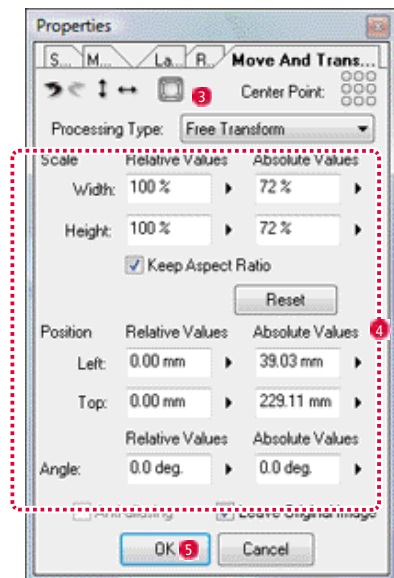 Properties
S... M... La... R... Move And Trans...
3 Center Point:
Processing Type: Free Transform
Scale Relative Values Absolute Values
Width: 100 % 72 %
Height: 100 % 72 %
Keep Aspect Ratio
Reset
Position Relative Values Absolute Values
4
Left: 0.00 mm 39.03 mm
Top: 0.00 mm 229.11 mm
Relative Values Absolute Values
Angle: 0.0 deg. 0.0 deg.
Anti-aliasing Leave Original Image
OK 5 Cancel